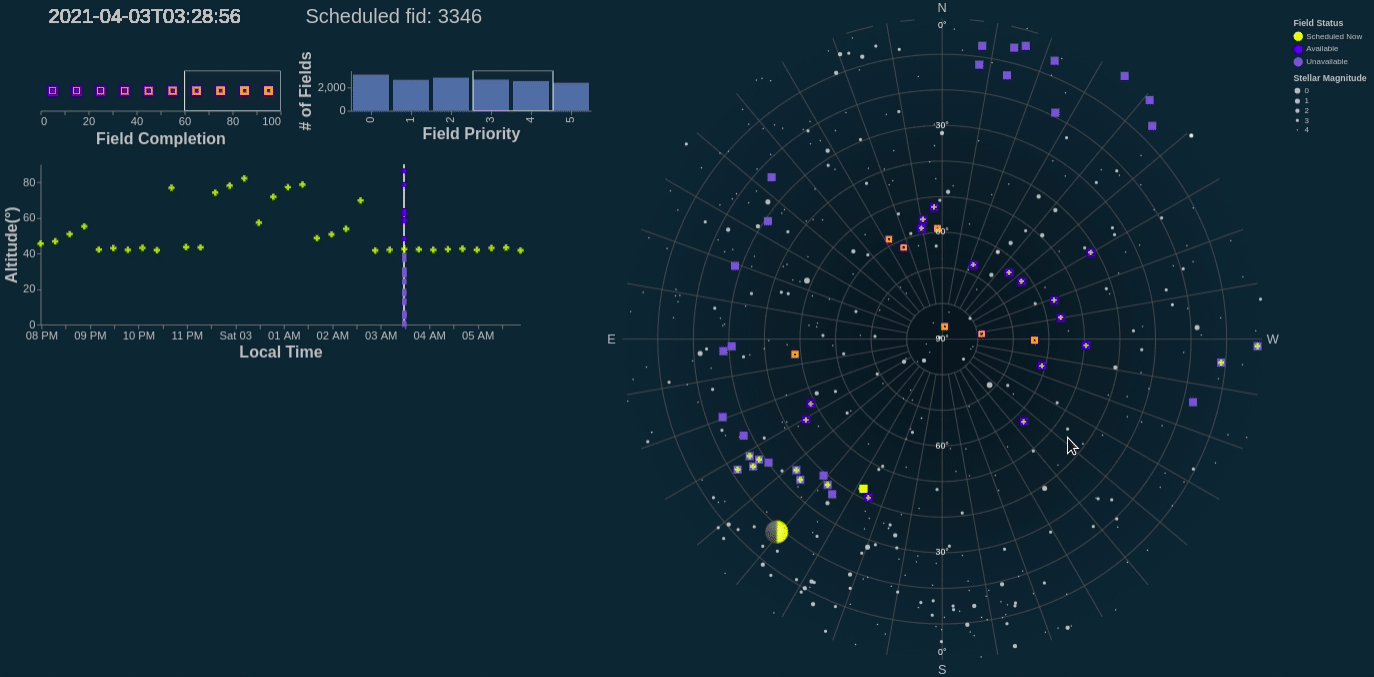 2021-04-03T03:28:56
Scheduled fid: 3346
0 20 40 60 80 100
Field Completion
# of Fields
2,000
0
0 1 2 3 4 5
Field Priority
Altitude(°)
80
60
40
20
0
08 PM 09 PM 10 PM 11 PM Sat 03 01 AM 02 AM 03 AM 04 AM 05 AM
Local Time
N
0°
30°
60°
E
90°
W
60°
30°
0°
S
Field Status
Scheduled Now
Available
Unavailable
Stellar Magnitude
0
1
2
3
4